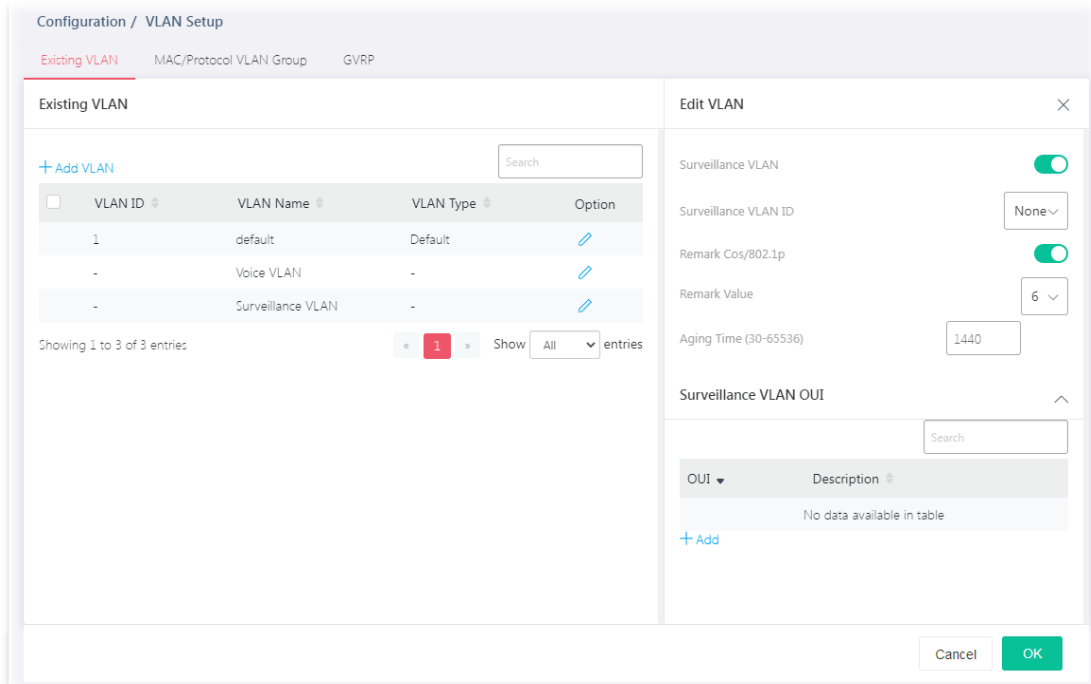 Configuration / VLAN Setup
Existing VLAN MAC/Protocol VLAN Group GVRP
Existing VLAN
+ Add VLAN
Search
VLAN ID VLAN Name VLAN Type Option
1 default Default
- Voice VLAN -
- Surveillance VLAN -
Showing 1 to 3 of 3 entries
« 1 » Show All entries
Edit VLAN
Surveillance VLAN
Surveillance VLAN ID None
Remark Cos/802.1p
Remark Value 6
Aging Time (30-65536) 1440
Surveillance VLAN OUI
Search
OUI Description
No data available in table
+ Add
Cancel OK